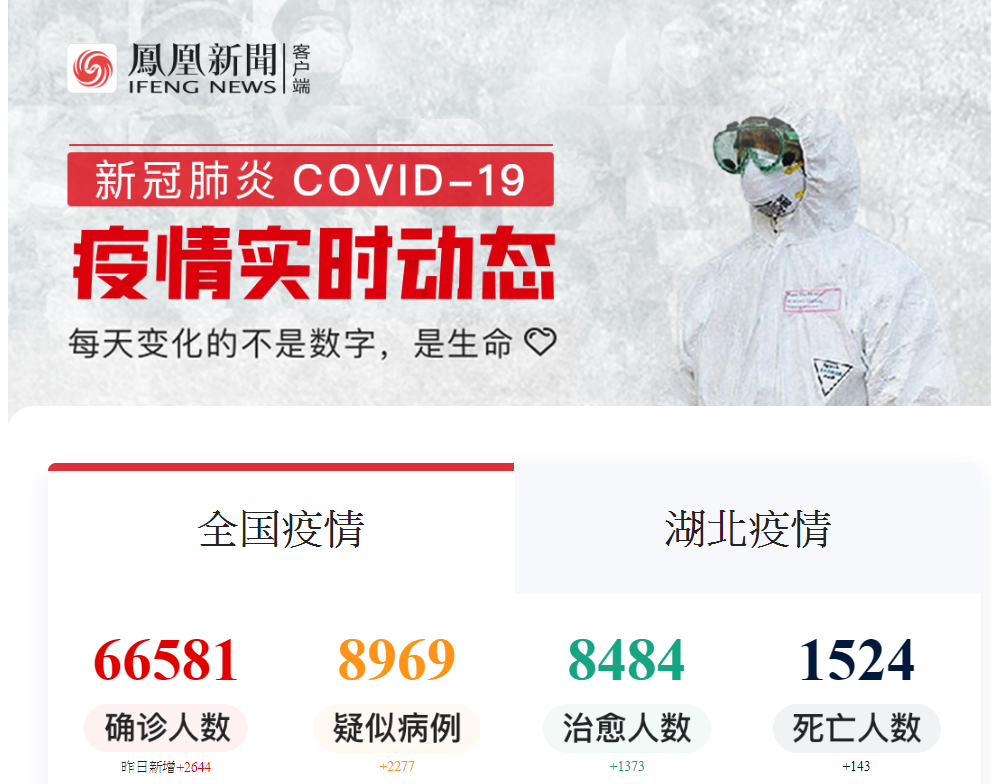 鳳凰新聞 客户端
IFENG NEWS
新冠肺炎 COVID-19
疫情实时动态
每天变化的不是数字，是生命
全国疫情 湖北疫情
66581 8969 8484 1524
确诊人数 疑似病例 治愈人数 死亡人数
昨日新增+2644 +2277 +1373 +143